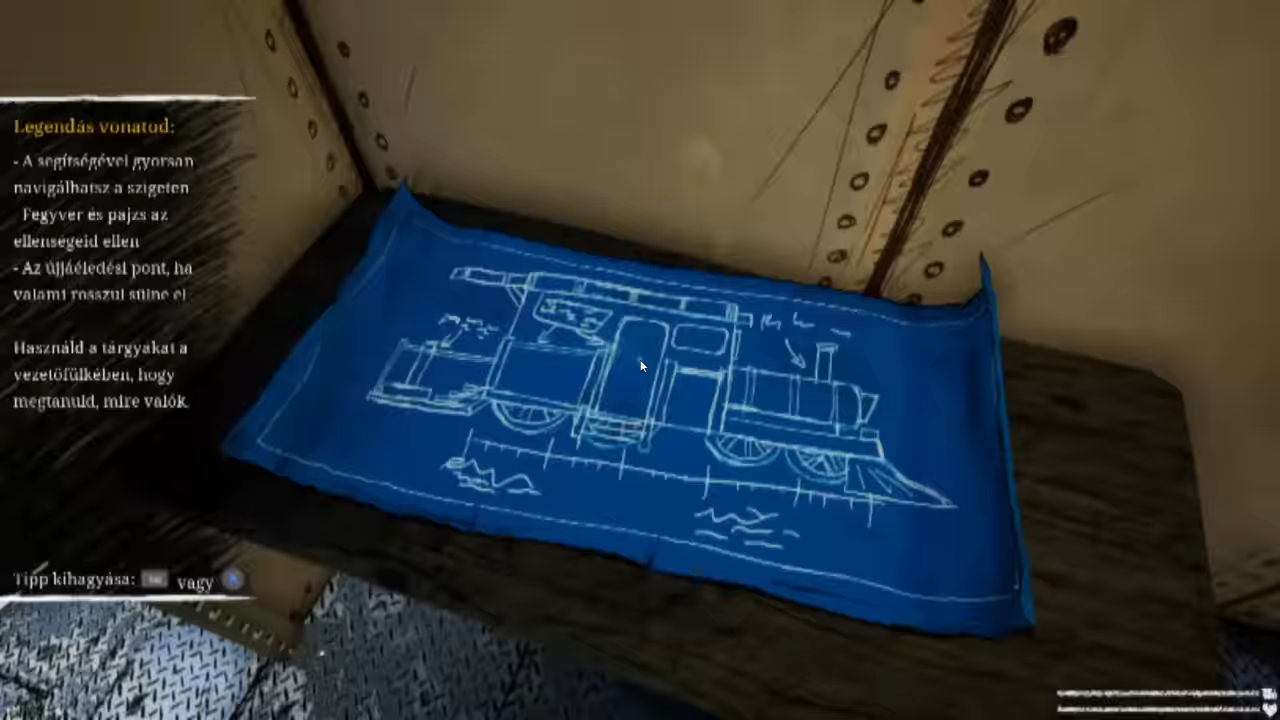 Legendás vonatod:
- A segítségével gyorsan
navigálhatsz a szigeten
Fegyver és pajzs az
ellenségeid ellen
- Az újjáéledési pont, ha
valami rosszul sülne el
Használd a tárgyakat a
vezetőfülkében, hogy
megtanuld, mire valók.
Tipp kihagyása: vagy